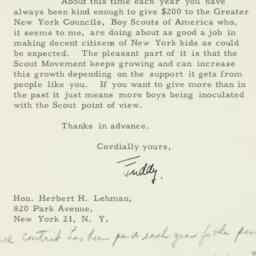 About this time each year you have
always been kind enough to give $200 to the Greater
New York Councils, Boy Scouts of America who,
it seems to me, are doing about as good a job in
making decent citizens of New York kids as could
be expected. The pleasant part of it is that the
Scout Movement keeps growing and can increase
this growth depending on the support it gets from
people like you. If you want to give more than in
the past it just means more boys being inoculated
with the Scout point of view.
Thanks in advance.
Cordially yours,
Hon. Herbert H. Lehman,
820 Park Avenue,
New York 21, N. Y.
contrib has been paid each year for the